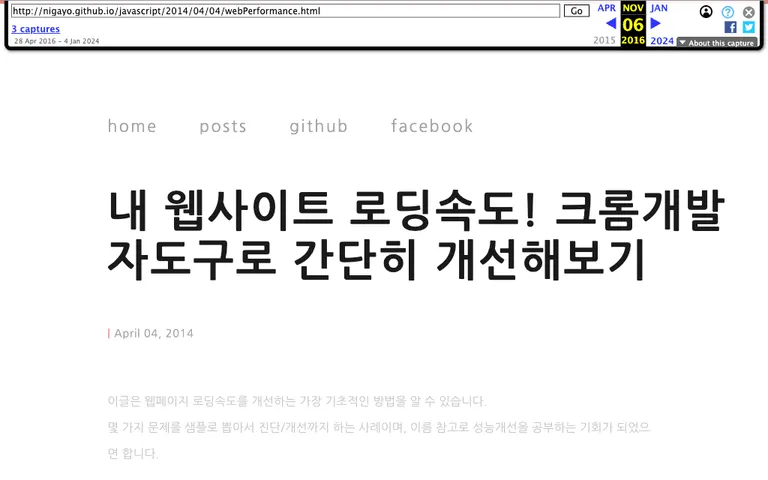 http://nigayo.github.io/javascript/2014/04/04/webPerformance.html Go APR NOV JAN
3 captures 06
28 Apr 2016 – 4 Jan 2024 2015 2016 2024 About this capture
home posts github facebook
내 웹사이트 로딩속도! 크롬개발
자도구로 간단히 개선해보기
| April 04, 2014
이글은 웹페이지 로딩속도를 개선하는 가장 기초적인 방법을 알 수 있습니다.
몇 가지 문제를 샘플로 뽑아서 진단/개선까지 하는 사례이며, 이름 참고로 성능개선을 공부하는 기회가 되었으
면 합니다.